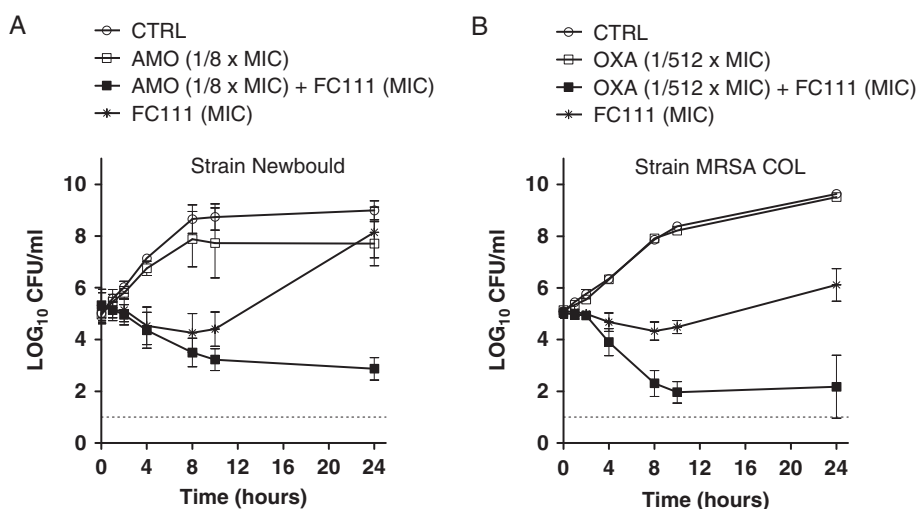 A
CTRL
AMO (1/8 x MIC)
AMO (1/8 x MIC) + FC111 (MIC)
FC111 (MIC)
Strain Newbould
LOG10 CFU/ml
10
8
6
4
2
0
0 4 8 12 16 20 24
Time (hours)
B
CTRL
OXA (1/512 x MIC)
OXA (1/512 x MIC) + FC111 (MIC)
FC111 (MIC)
Strain MRSA COL
LOG10 CFU/ml
10
8
6
4
2
0
0 4 8 12 16 20 24
Time (hours)